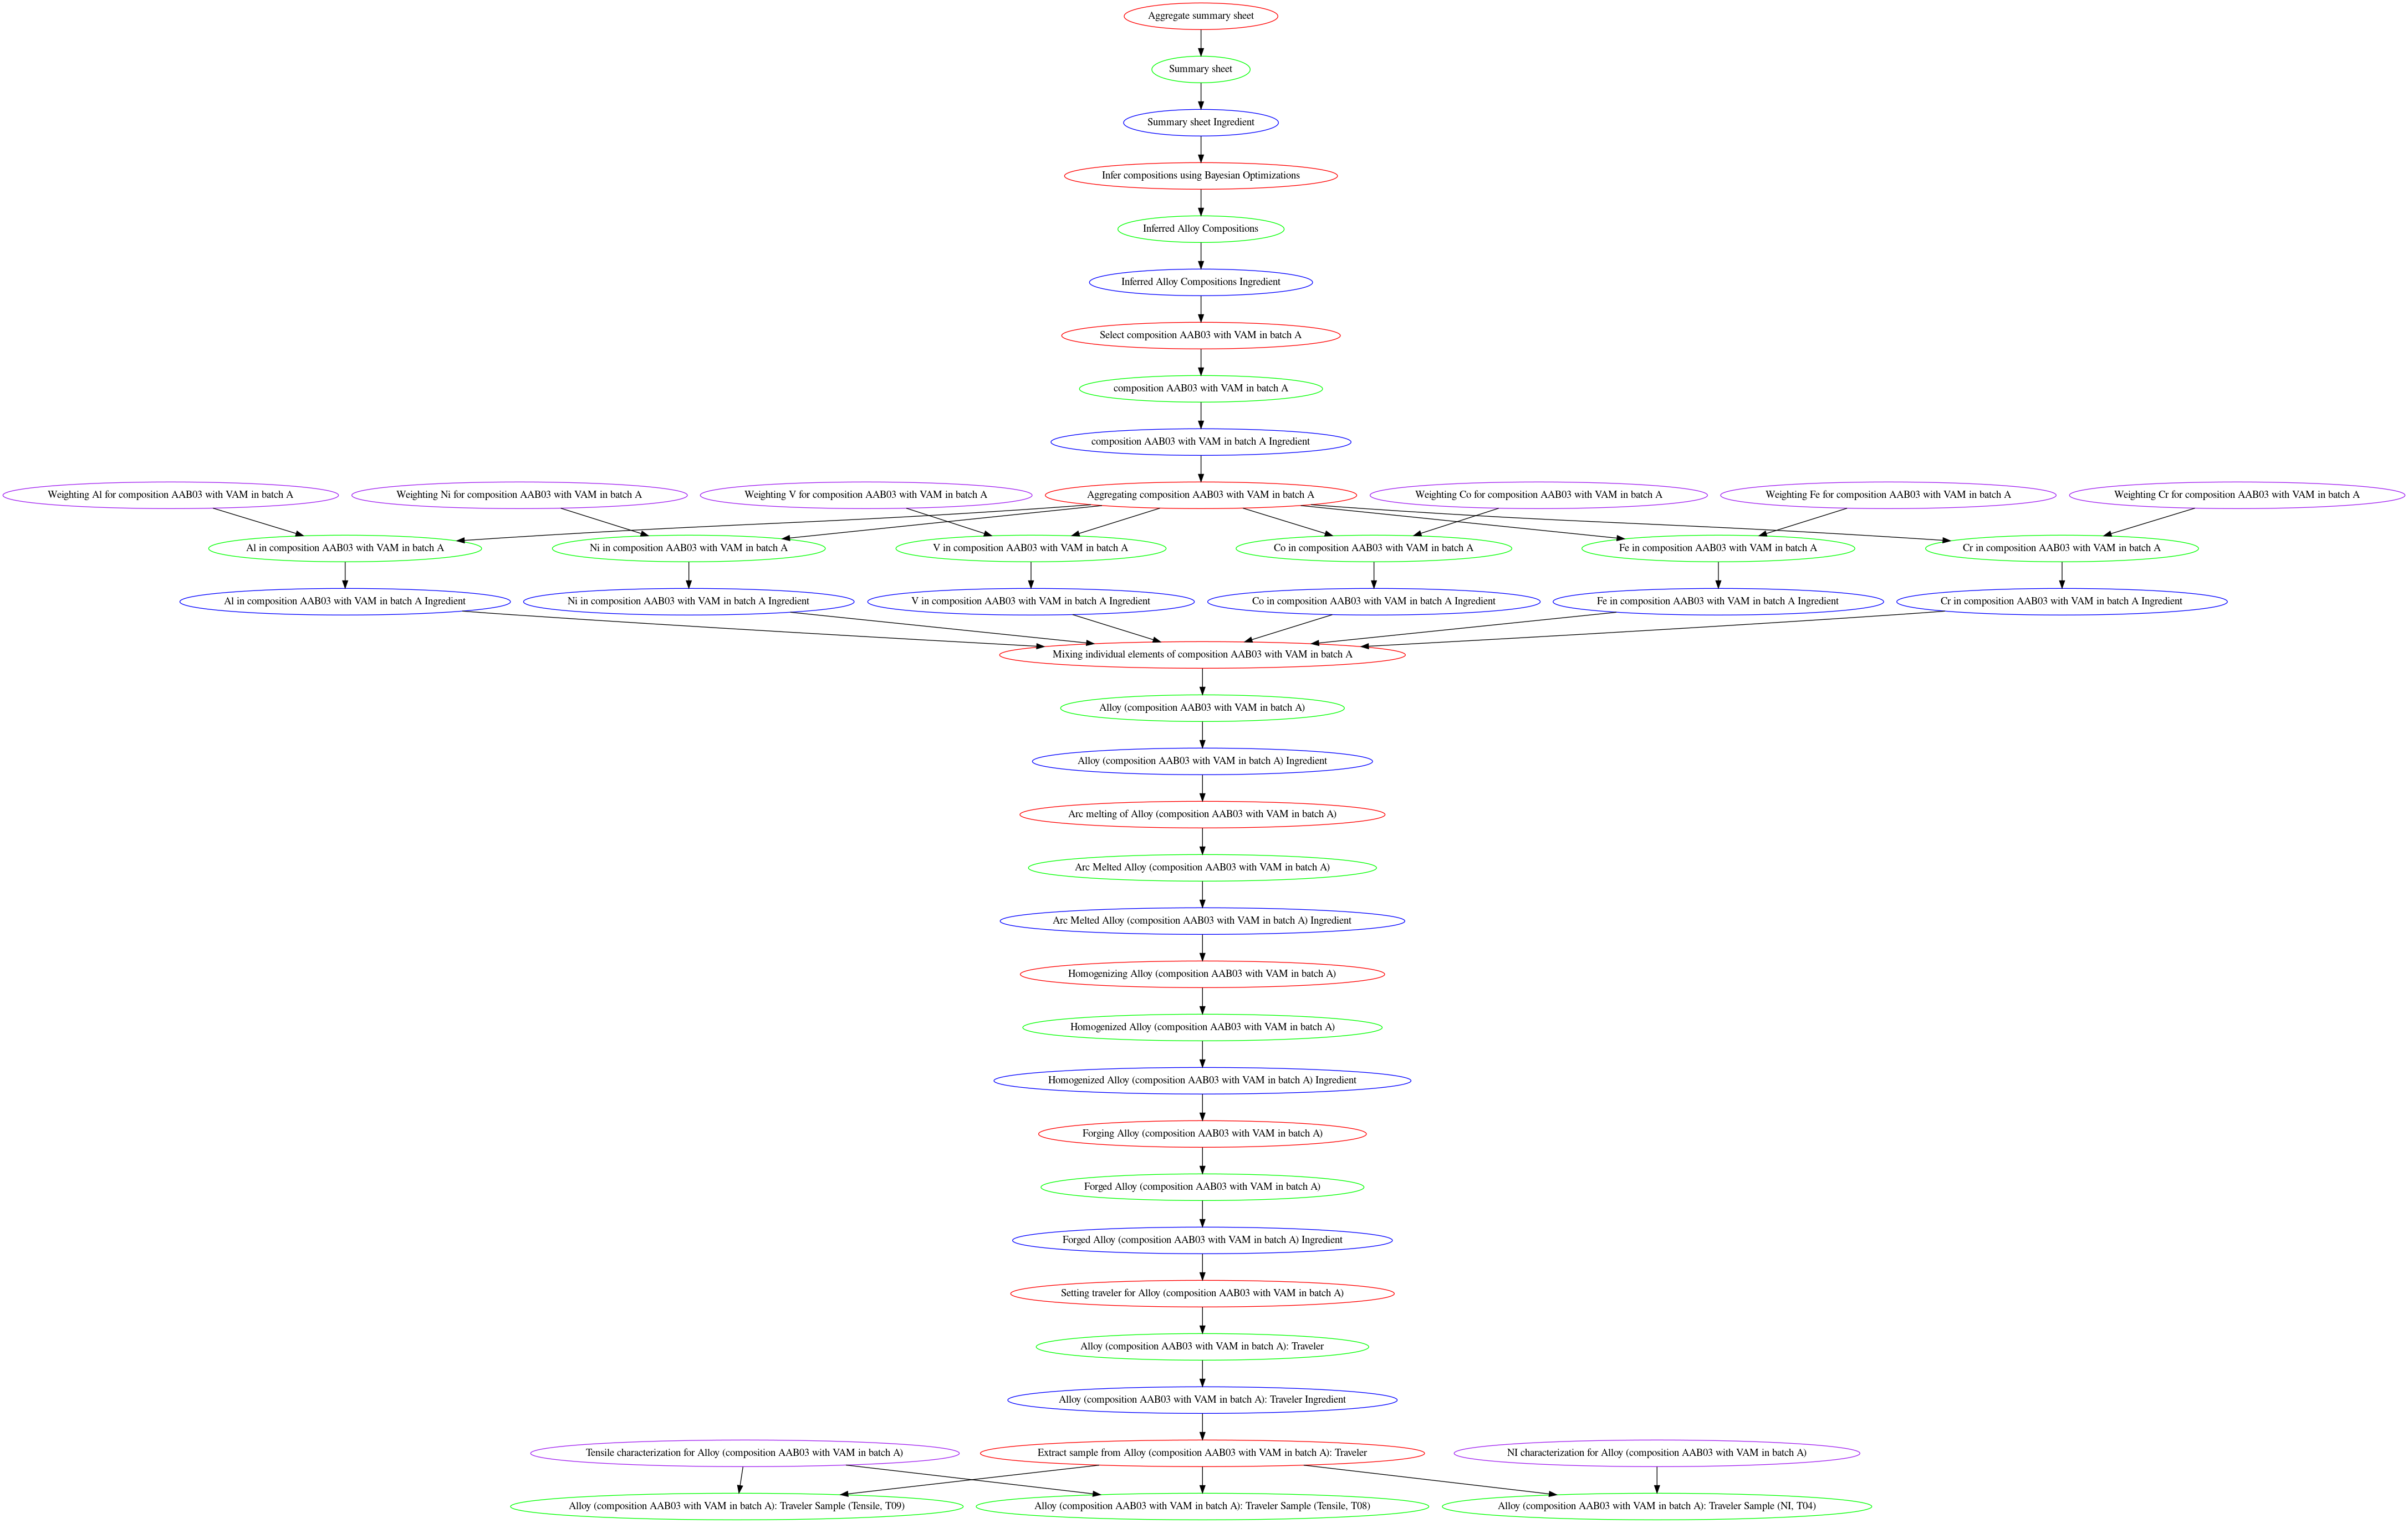 Aggregate summary sheet
Summary sheet
Summary sheet Ingredient
Infer compositions using Bayesian Optimizations
Inferred Alloy Compositions
Inferred Alloy Compositions Ingredient
Select composition AAB03 with VAM in batch A
composition AAB03 with VAM in batch A
composition AAB03 with VAM in batch A Ingredient
Weighting Al for composition AAB03 with VAM in batch A
Weighting Ni for composition AAB03 with VAM in batch A
Weighting V for composition AAB03 with VAM in batch A
Aggregating composition AAB03 with VAM in batch A
Weighting Co for composition AAB03 with VAM in batch A
Weighting Fe for composition AAB03 with VAM in batch A
Weighting Cr for composition AAB03 with VAM in batch A
Al in composition AAB03 with VAM in batch A
Ni in composition AAB03 with VAM in batch A
V in composition AAB03 with VAM in batch A
Co in composition AAB03 with VAM in batch A
Fe in composition AAB03 with VAM in batch A
Cr in composition AAB03 with VAM in batch A
Al in composition AAB03 with VAM in batch A Ingredient
Ni in composition AAB03 with VAM in batch A Ingredient
V in composition AAB03 with VAM in batch A Ingredient
Co in composition AAB03 with VAM in batch A Ingredient
Fe in composition AAB03 with VAM in batch A Ingredient
Cr in composition AAB03 with VAM in batch A Ingredient
Mixing individual elements of composition AAB03 with VAM in batch A
Alloy (composition AAB03 with VAM in batch A)
Alloy (composition AAB03 with VAM in batch A) Ingredient
Arc melting of Alloy (composition AAB03 with VAM in batch A)
Arc Melted Alloy (composition AAB03 with VAM in batch A)
Arc Melted Alloy (composition AAB03 with VAM in batch A) Ingredient
Homogenizing Alloy (composition AAB03 with VAM in batch A)
Homogenized Alloy (composition AAB03 with VAM in batch A)
Homogenized Alloy (composition AAB03 with VAM in batch A) Ingredient
Forging Alloy (composition AAB03 with VAM in batch A)
Forged Alloy (composition AAB03 with VAM in batch A)
Forged Alloy (composition AAB03 with VAM in batch A) Ingredient
Setting traveler for Alloy (composition AAB03 with VAM in batch A)
Alloy (composition AAB03 with VAM in batch A): Traveler
Alloy (composition AAB03 with VAM in batch A): Traveler Ingredient
Tensile characterization for Alloy (composition AAB03 with VAM in batch A)
Extract sample from Alloy (composition AAB03 with VAM in batch A): Traveler
NI characterization for Alloy (composition AAB03 with VAM in batch A)
Alloy (composition AAB03 with VAM in batch A): Traveler Sample (Tensile, T09)
Alloy (composition AAB03 with VAM in batch A): Traveler Sample (Tensile, T08)
Alloy (composition AAB03 with VAM in batch A): Traveler Sample (NI, T04)